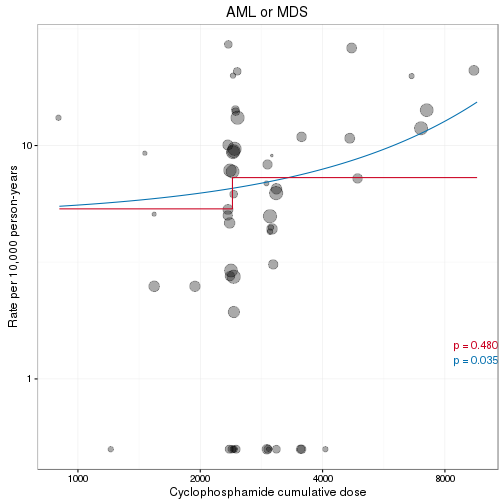 AML or MDS
Rate per 10,000 person-years
10
1
p = 0.480
p = 0.035
1000 2000 4000 8000
Cyclophosphamide cumulative dose